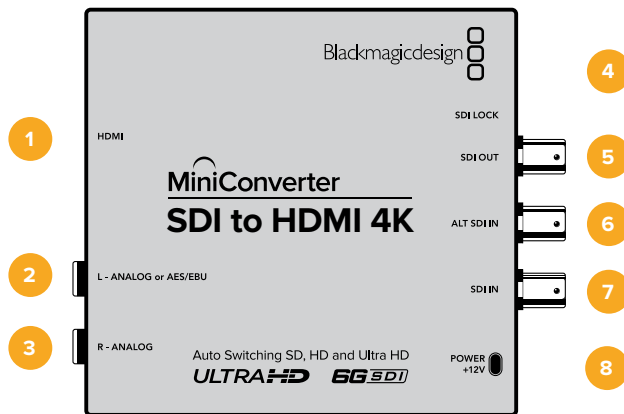 Blackmagicdesign
4
SDI LOCK
1
HDMI
SDI OUT
5
MiniConverter
SDI to HDMI 4K
ALT SDI IN
6
2
L - ANALOG or AES/EBU
SDI IN
7
3
R - ANALOG
Auto Switching SD, HD and Ultra HD
ULTRA HD 6G SDI
POWER
+12V
8